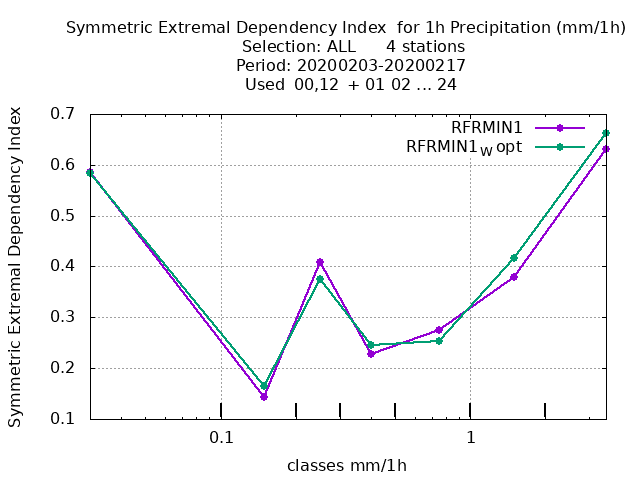 Symmetric Extremal Dependency Index  for 1h Precipitation (mm/1h)
Selection: ALL      4 stations
Period: 20200203-20200217
Used  00,12  + 01 02 ... 24
RFRMIN1
RFRMIN1W opt
Symmetric Extremal Dependency Index
0.7
0.6
0.5
0.4
0.3
0.2
0.1
0.1 1
classes mm/1h